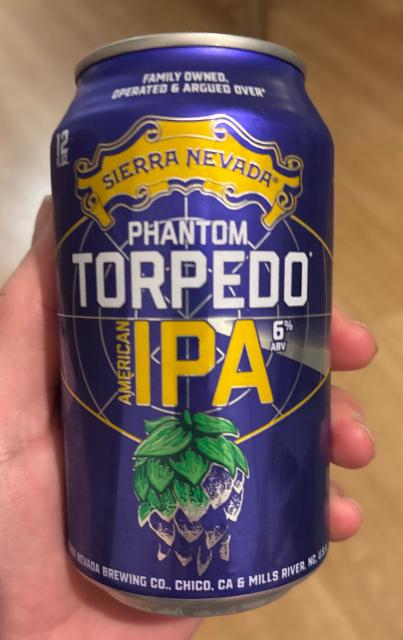 FAMILY OWNED,
OPERATED & ARGUED OVER®
12
SIERRA NEVADA®
PHANTOM
TORPEDO®
AMERICAN
IPA
6%
ABV
NEVADA BREWING CO., CHICO, CA & MILLS RIVER, NC, U.S.